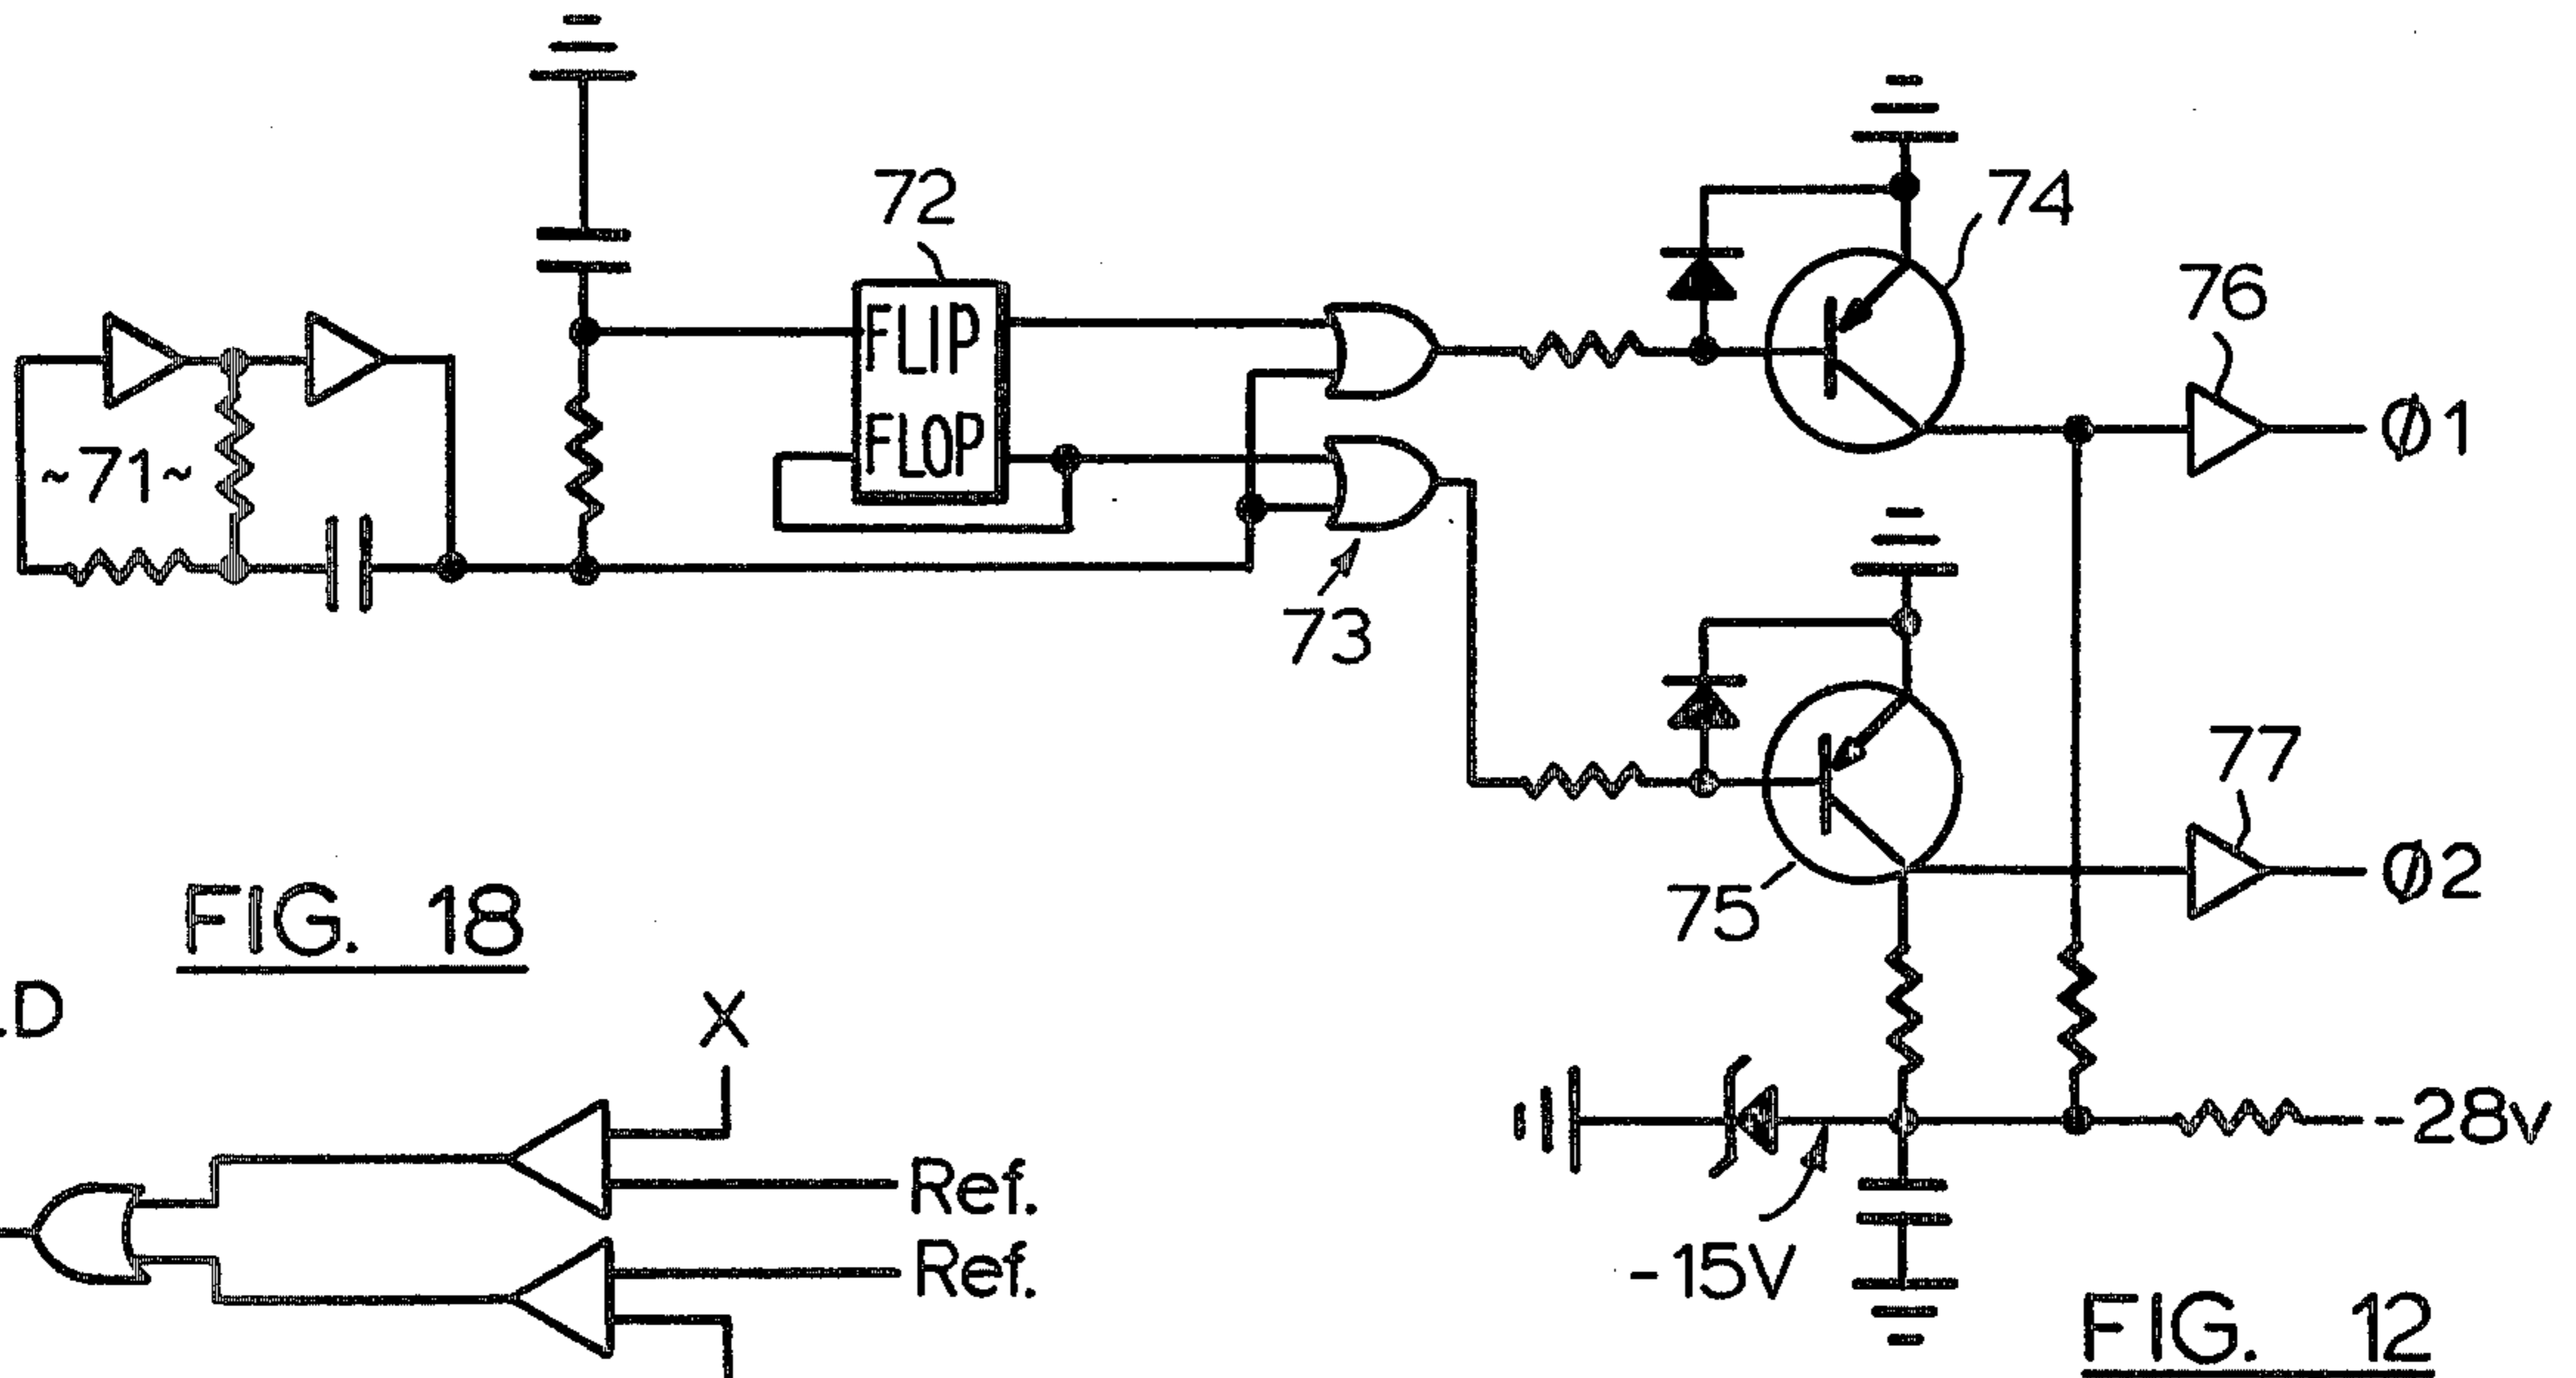 72
74
76
FLIP
Ø1
FLOP
~71~
73
77
75
Ø2
FIG. 18
.D
X
-28V
Ref.
Ref.
-15V
FIG. 12